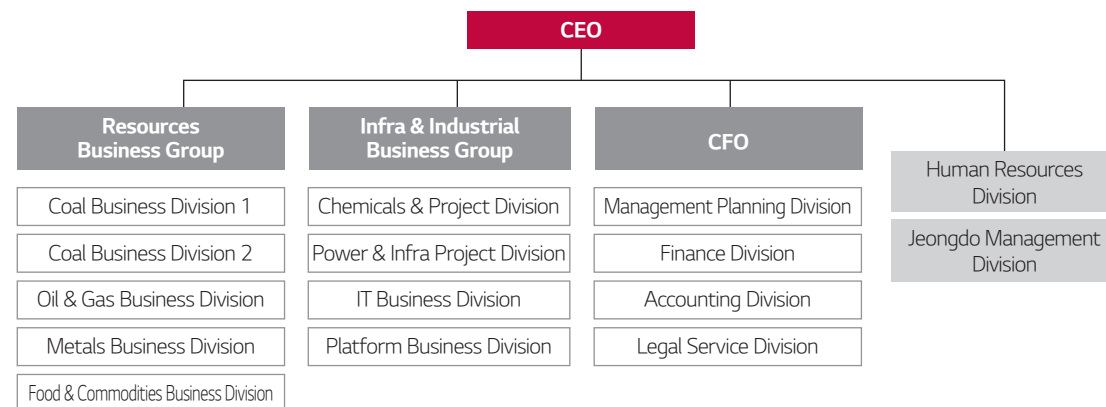 CEO
Resources
Business Group
Coal Business Division 1
Coal Business Division 2
Oil & Gas Business Division
Metals Business Division
Food & Commodities Business Division
Infra & Industrial
Business Group
Chemicals & Project Division
Power & Infra Project Division
IT Business Division
Platform Business Division
CFO
Management Planning Division
Finance Division
Accounting Division
Legal Service Division
Human Resources
Division
Jeongdo Management
Division